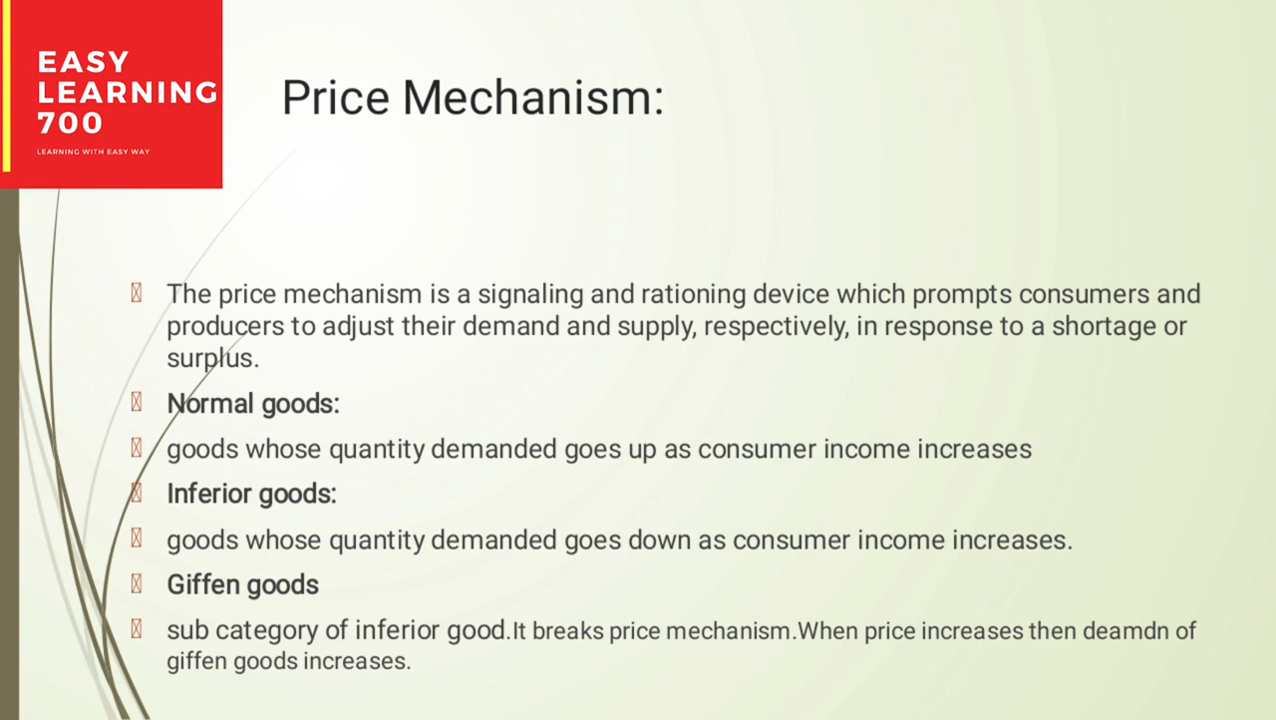 EASY
LEARNING
700
LEARNING WITH EASY WAY
Price Mechanism:
The price mechanism is a signaling and rationing device which prompts consumers and
producers to adjust their demand and supply, respectively, in response to a shortage or
surplus.
Normal goods:
goods whose quantity demanded goes up as consumer income increases
Inferior goods:
goods whose quantity demanded goes down as consumer income increases.
Giffen goods
sub category of inferior good.It breaks price mechanism.When price increases then deamdn of
giffen goods increases.